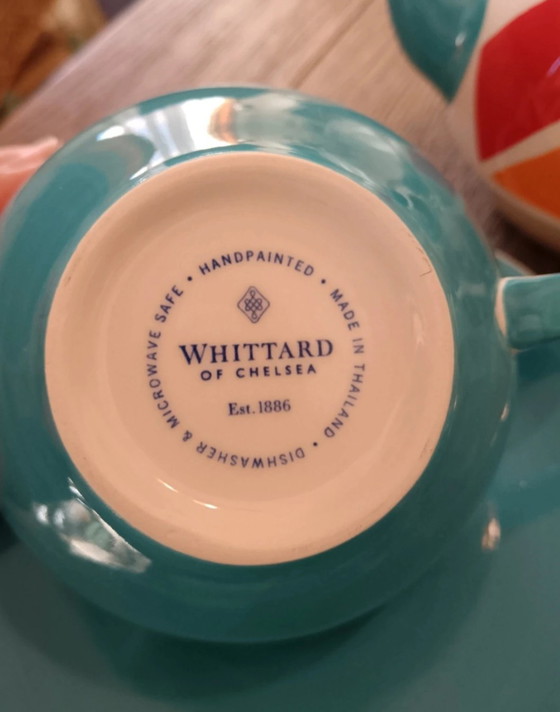 HANDPAINTED • MADE IN THAILAND • DISHWASHER & MICROWAVE SAFE •
WHITTARD
OF CHELSEA
Est. 1886